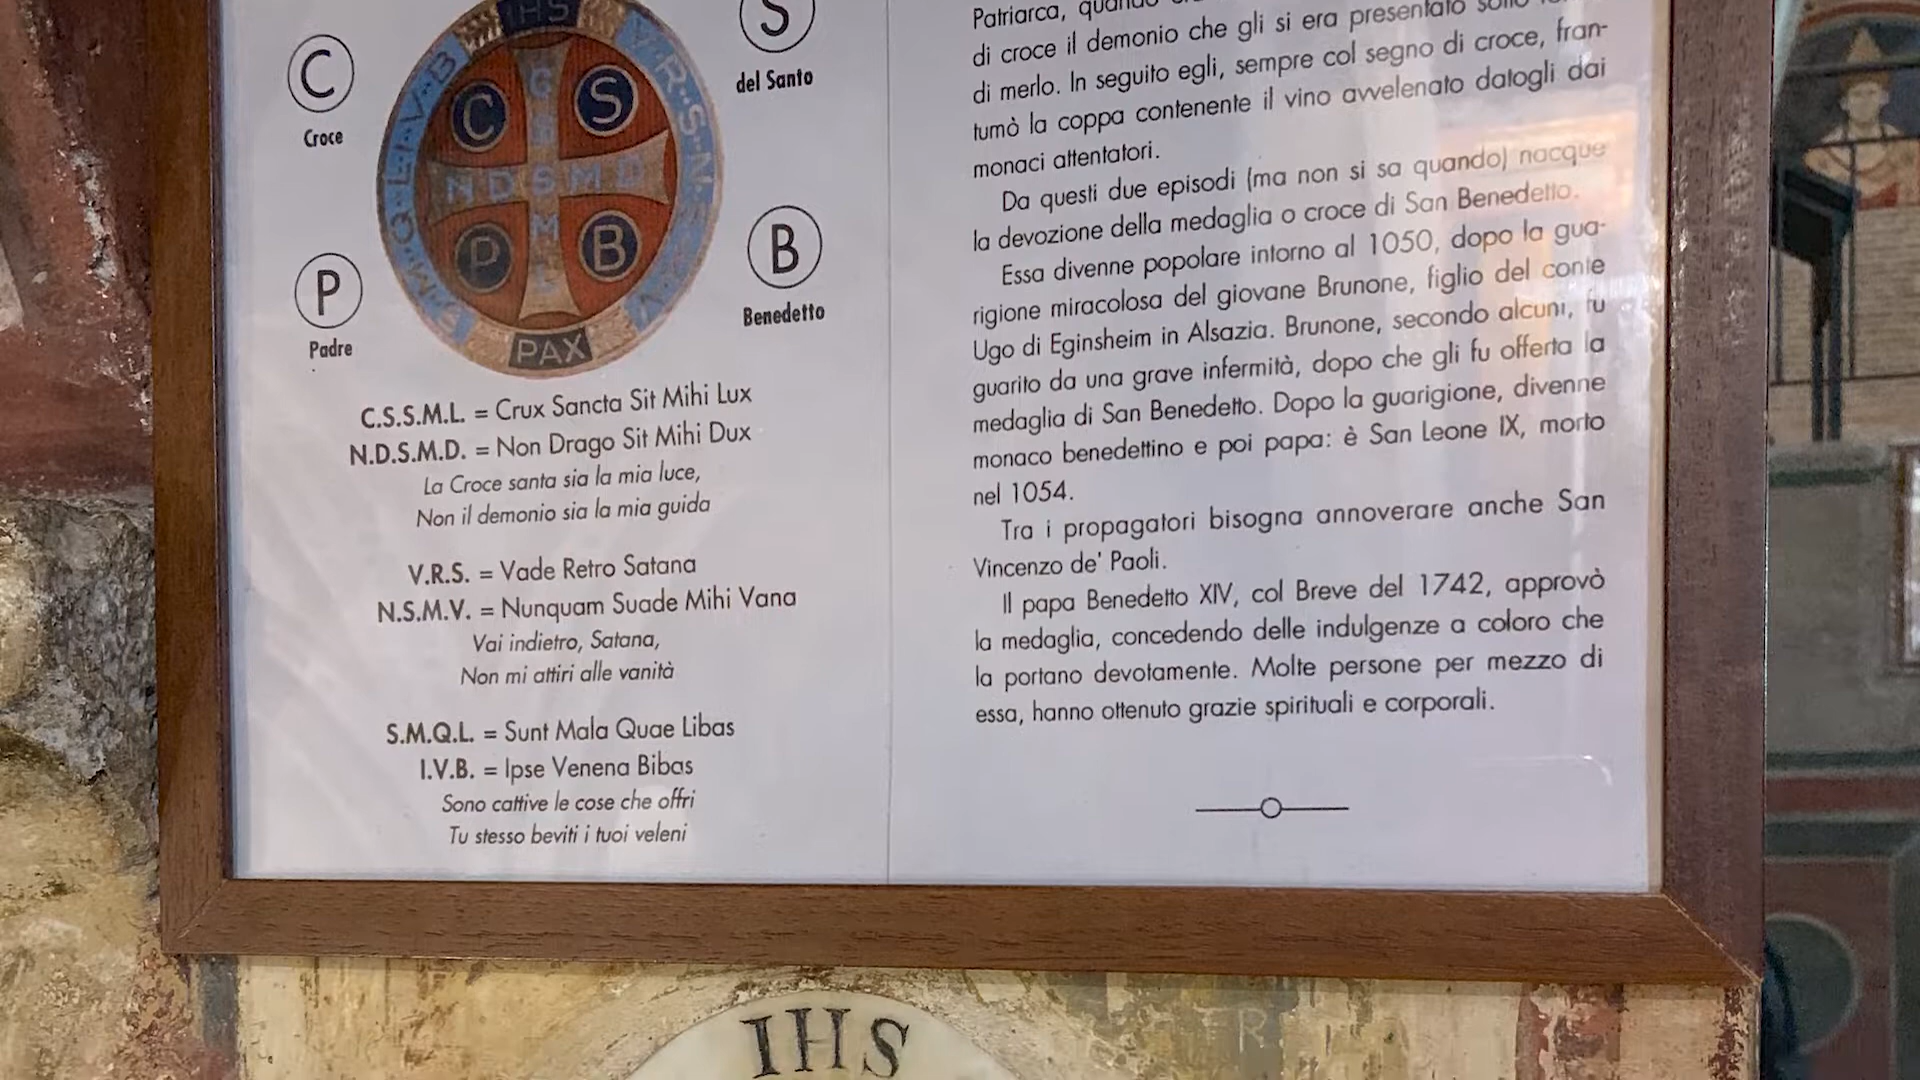 IHS
C
Croce
S
del Santo
P
Padre
B
Benedetto
V.R.S.N.
S.M.Q.L.I.V.B
C S
N D S M D
P B
S
M
L
PAX
C.S.S.M.L. = Crux Sancta Sit Mihi Lux
N.D.S.M.D. = Non Drago Sit Mihi Dux
La Croce santa sia la mia luce,
Non il demonio sia la mia guida
V.R.S. = Vade Retro Satana
N.S.M.V. = Nunquam Suade Mihi Vana
Vai indietro, Satana,
Non mi attiri alle vanità
S.M.Q.L. = Sunt Mala Quae Libas
I.V.B. = Ipse Venena Bibas
Sono cattive le cose che offri
Tu stesso beviti i tuoi veleni
Patriarca, quando
di croce il demonio che gli si era presentato sotto
di merlo. In seguito egli, sempre col segno di croce, fran-
tumò la coppa contenente il vino avvelenato datogli dai
monaci attentatori.
Da questi due episodi (ma non si sa quando) nacque
la devozione della medaglia o croce di San Benedetto.
Essa divenne popolare intorno al 1050, dopo la gua-
rigione miracolosa del giovane Brunone, figlio del conte
Ugo di Eginsheim in Alsazia. Brunone, secondo alcuni, fu
guarito da una grave infermità, dopo che gli fu offerta la
medaglia di San Benedetto. Dopo la guarigione, divenne
monaco benedettino e poi papa: è San Leone IX, morto
nel 1054.
Tra i propagatori bisogna annoverare anche San
Vincenzo de' Paoli.
Il papa Benedetto XIV, col Breve del 1742, approvò
la medaglia, concedendo delle indulgenze a coloro che
la portano devotamente. Molte persone per mezzo di
essa, hanno ottenuto grazie spirituali e corporali.
IHS